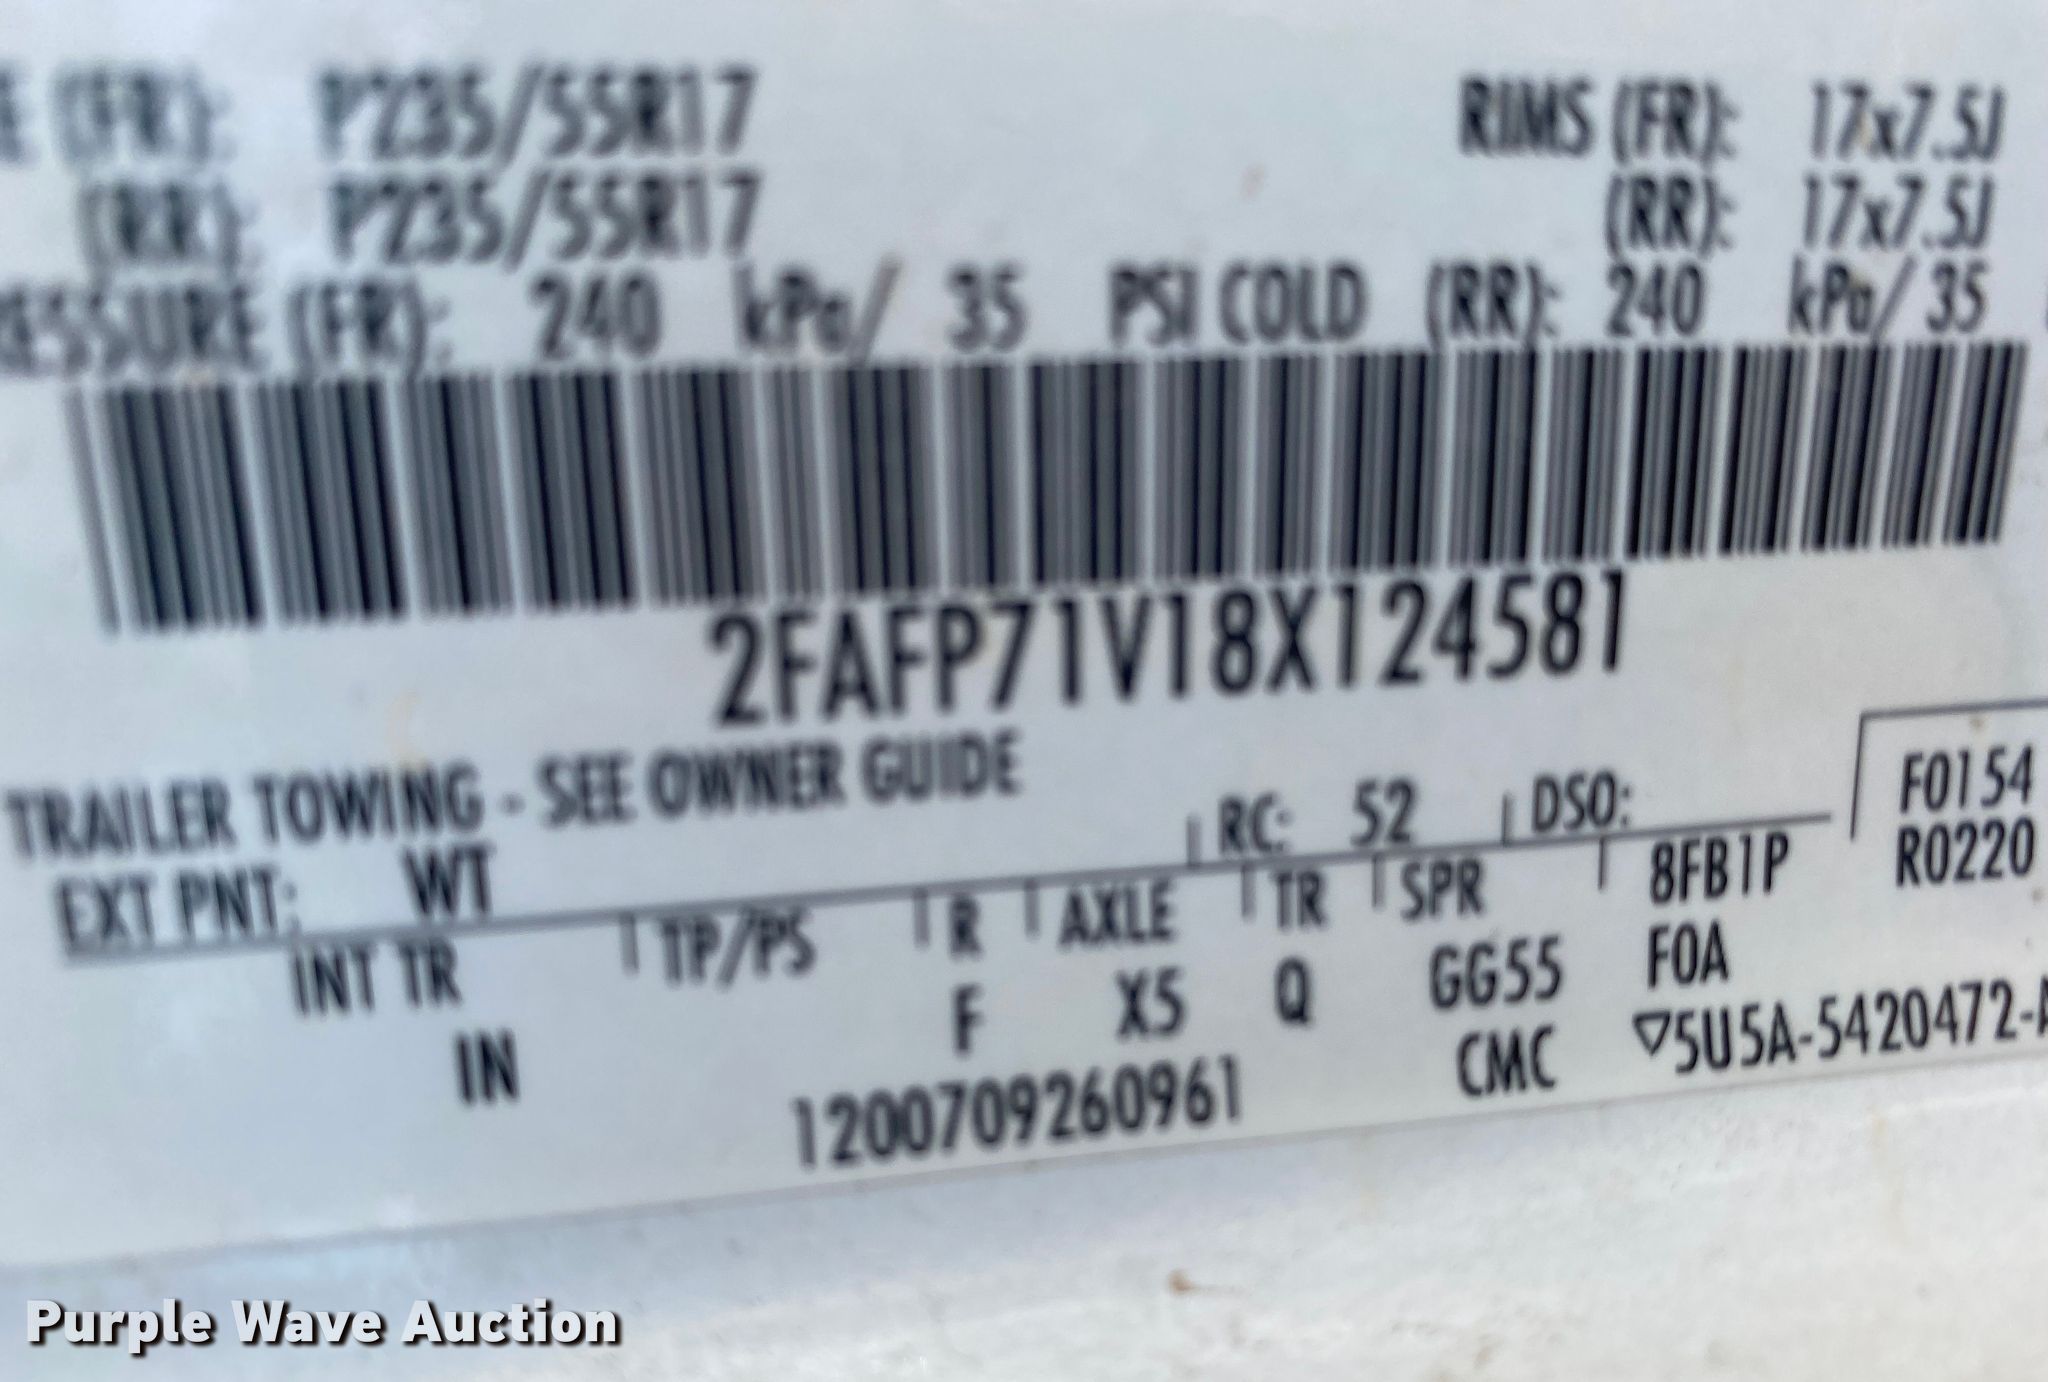 E (FR): P235/55R17 RIMS (FR): 17x7.5J
(RR): P235/55R17 (RR): 17x7.5J
RESSURE (FR): 240 kPa/ 35 PSI COLD (RR): 240 kPa/ 35
2FAFP71V18X124581
TRAILER TOWING - SEE OWNER GUIDE
RC: 52 DSO: F0154
EXT PNT: WT 8FB1P R0220
INT TR TP/PS R AXLE TR SPR F0A
IN F X5 Q GG55 ▽5U5A-5420472-A
1200709260961 CMC
Purple Wave Auction